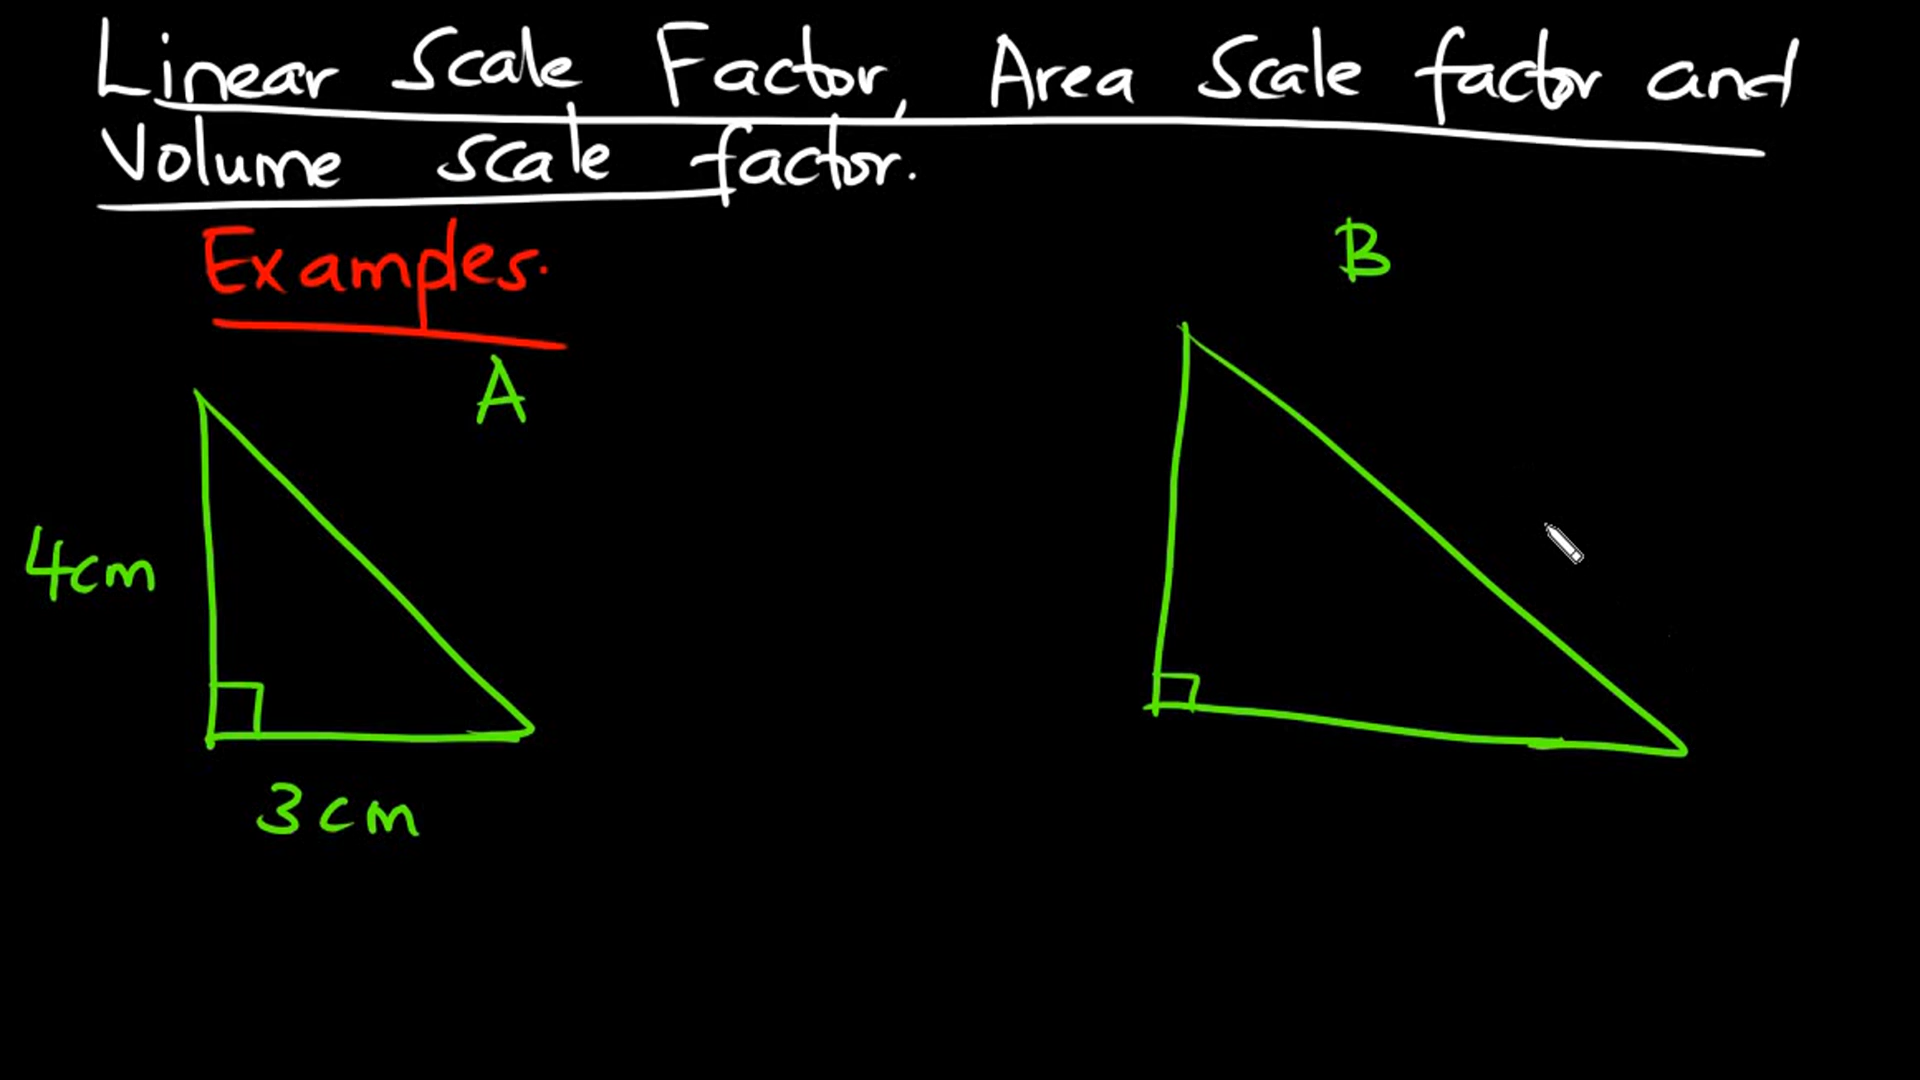 Linear Scale Factor, Area Scale factor and
Volume scale factor.
Examples.
A
B
4cm
3cm